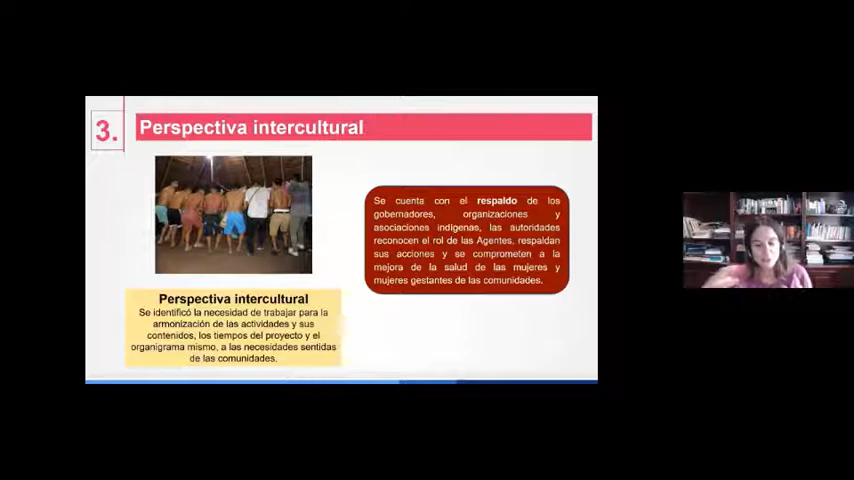 3.
Perspectiva intercultural
Se cuenta con el respaldo de los
gobernadores, organizaciones y
asociaciones indígenas, las autoridades
reconocen el rol de las Agentes, respaldan
sus acciones y se comprometen a la
mejora de la salud de las mujeres y
mujeres gestantes de las comunidades.
Perspectiva intercultural
Se identificó la necesidad de trabajar para la
armonización de las actividades y sus
contenidos, los tiempos del proyecto y el
organigrama mismo, a las necesidades sentidas
de las comunidades.